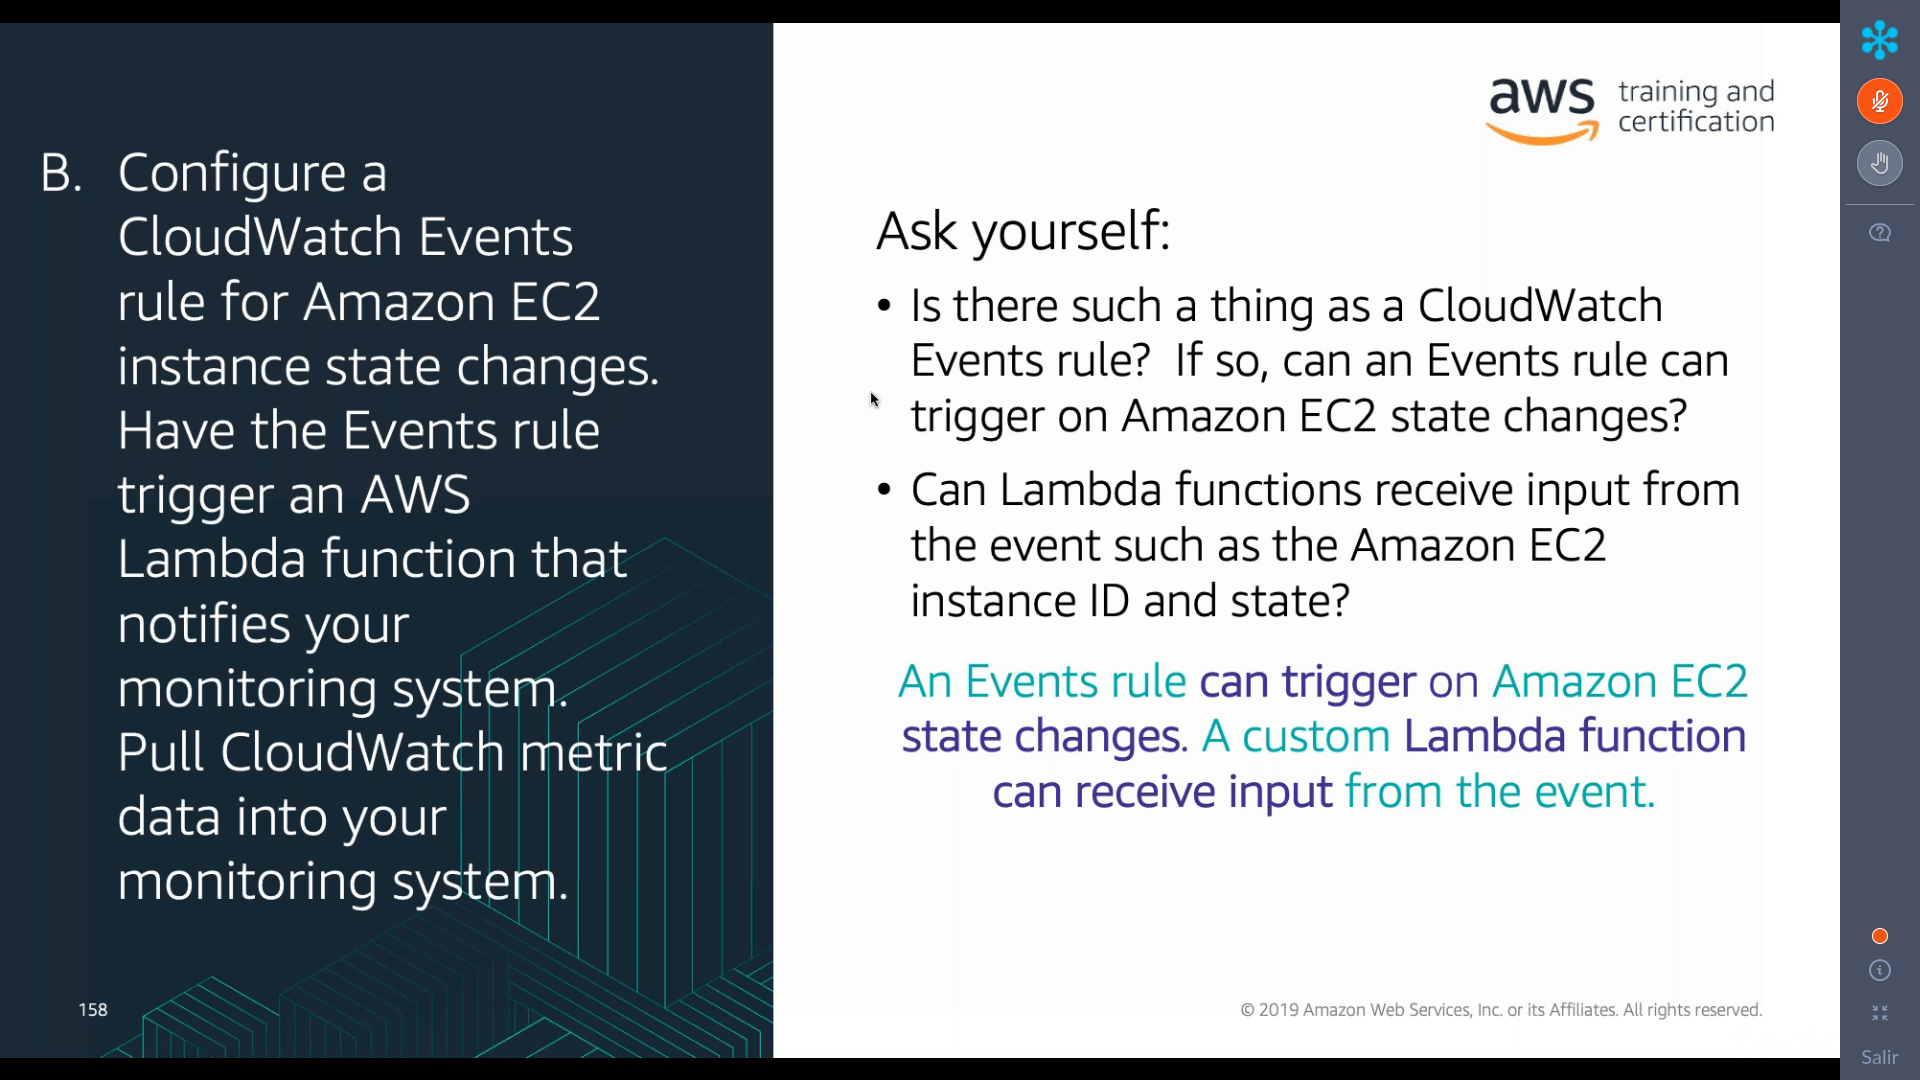 B. Configure a
CloudWatch Events
rule for Amazon EC2
instance state changes.
Have the Events rule
trigger an AWS
Lambda function that
notifies your
monitoring system.
Pull CloudWatch metric
data into your
monitoring system.
158
aws training and
certification
Ask yourself:
• Is there such a thing as a CloudWatch
Events rule? If so, can an Events rule can
trigger on Amazon EC2 state changes?
• Can Lambda functions receive input from
the event such as the Amazon EC2
instance ID and state?
An Events rule can trigger on Amazon EC2
state changes. A custom Lambda function
can receive input from the event.
© 2019 Amazon Web Services, Inc. or its Affiliates. All rights reserved.
Salir